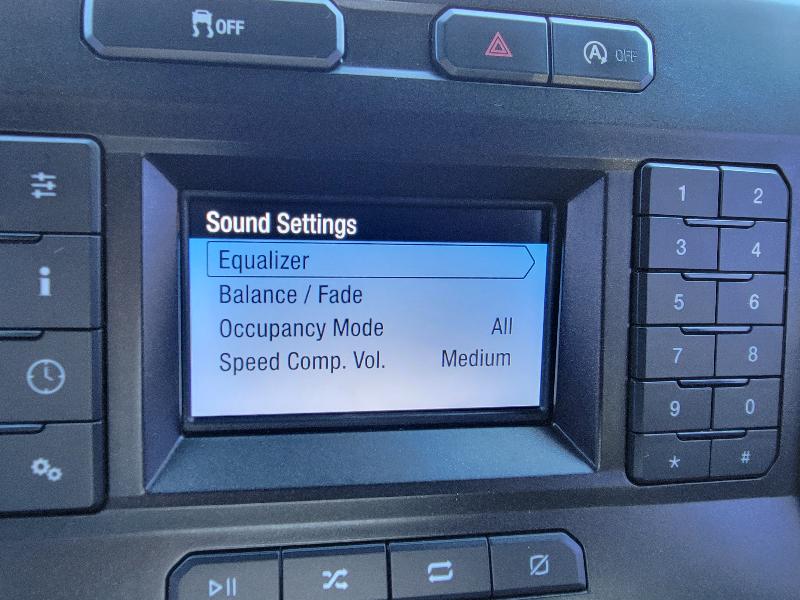 OFF
OFF
Sound Settings
Equalizer
Balance / Fade
Occupancy Mode All
Speed Comp. Vol. Medium
1 2
3 4
5 6
7 8
9 0
* #